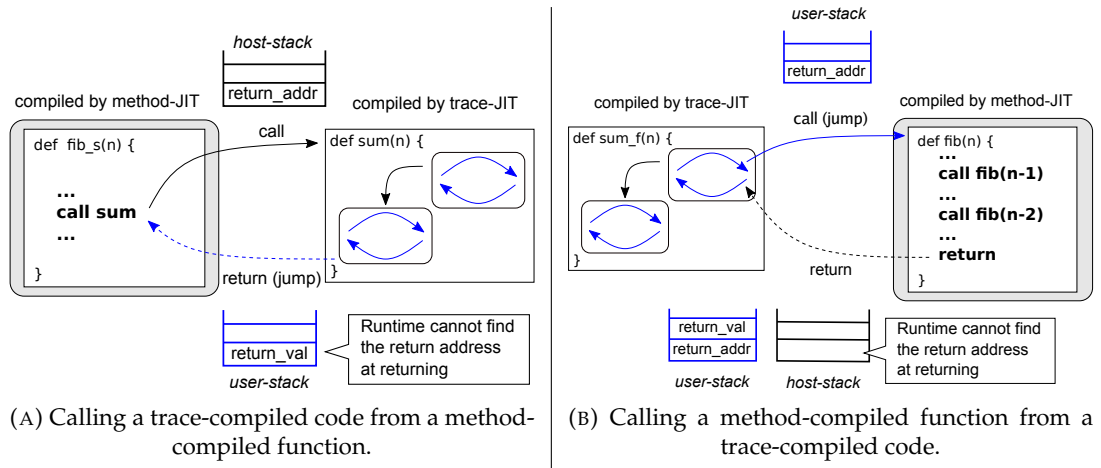 host-stack
return_addr
compiled by method-JIT
compiled by trace-JIT
def fib_s(n) {
...
call sum
...
}
call
def sum(n) {
}
return (jump)
return_val
user-stack
Runtime cannot find
the return address
at returning
(A) Calling a trace-compiled code from a method-
compiled function.
user-stack
return_addr
compiled by trace-JIT
compiled by method-JIT
call (jump)
def sum_f(n) {
}
def fib(n) {
...
call fib(n-1)
...
call fib(n-2)
...
return
}
return
return_val
return_addr
user-stack
host-stack
Runtime cannot find
the return address
at returning
(B) Calling a method-compiled function from a
trace-compiled code.